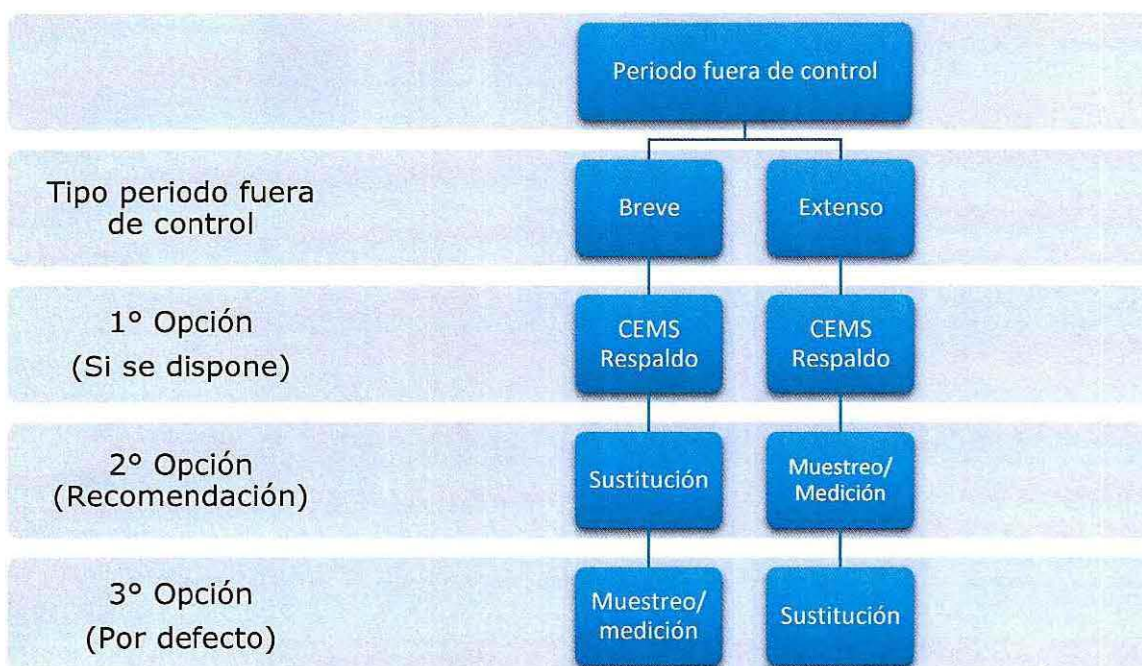 Periodo fuera de control
Tipo periodo fuera
de control
Breve
Extenso
1° Opción
(Si se dispone)
CEMS
Respaldo
CEMS
Respaldo
2° Opción
(Recomendación)
Sustitución
Muestreo/
Medición
3° Opción
(Por defecto)
Muestreo/
medición
Sustitución